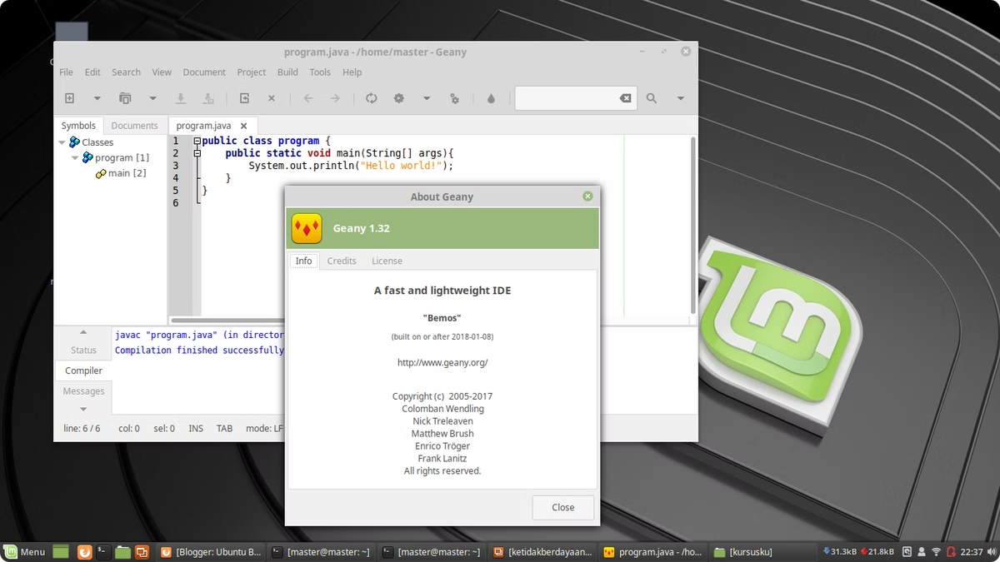 program.java - /home/master - Geany
File Edit Search View Document Project Build Tools Help
Symbols Documents program.java
Classes
program [1]
main [2]
1 public class program {
2 public static void main(String[] args){
3 System.out.println("Hello world!");
4 }
5 }
6
About Geany
Geany 1.32
Info Credits License
A fast and lightweight IDE
"Bemos"
(built on or after 2018-01-08)
http://www.geany.org/
Copyright (c) 2005-2017
Colomban Wendling
Nick Treleaven
Matthew Brush
Enrico Tröger
Frank Lanitz
All rights reserved.
Close
Status
Compiler
Messages
javac "program.java" (in director
Compilation finished successfully
line: 6 / 6 col: 0 sel: 0 INS TAB mode: LF
Menu [Blogger: Ubuntu B... [master@master: ~] [master@master: ~] [ketidakberdayaan... program.java - /ho... [kursusku] 31.3kB 21.8kB 22:37